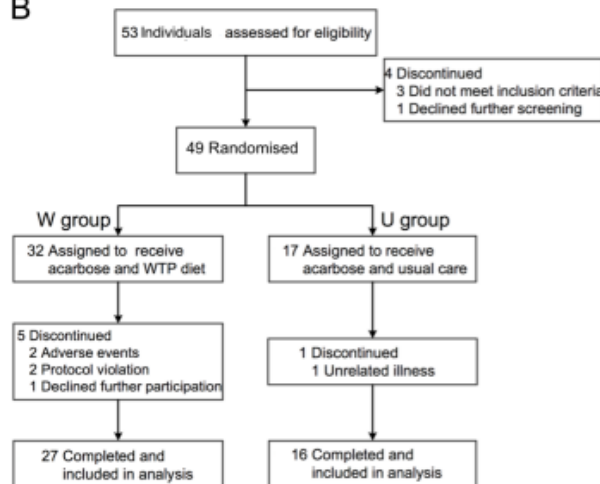 B
53 Individuals assessed for eligibility
4 Discontinued
3 Did not meet inclusion criteria
1 Declined further screening
49 Randomised
W group
U group
32 Assigned to receive
acarbose and WTP diet
17 Assigned to receive
acarbose and usual care
5 Discontinued
2 Adverse events
2 Protocol violation
1 Declined further participation
1 Discontinued
1 Unrelated illness
27 Completed and
included in analysis
16 Completed and
included in analysis